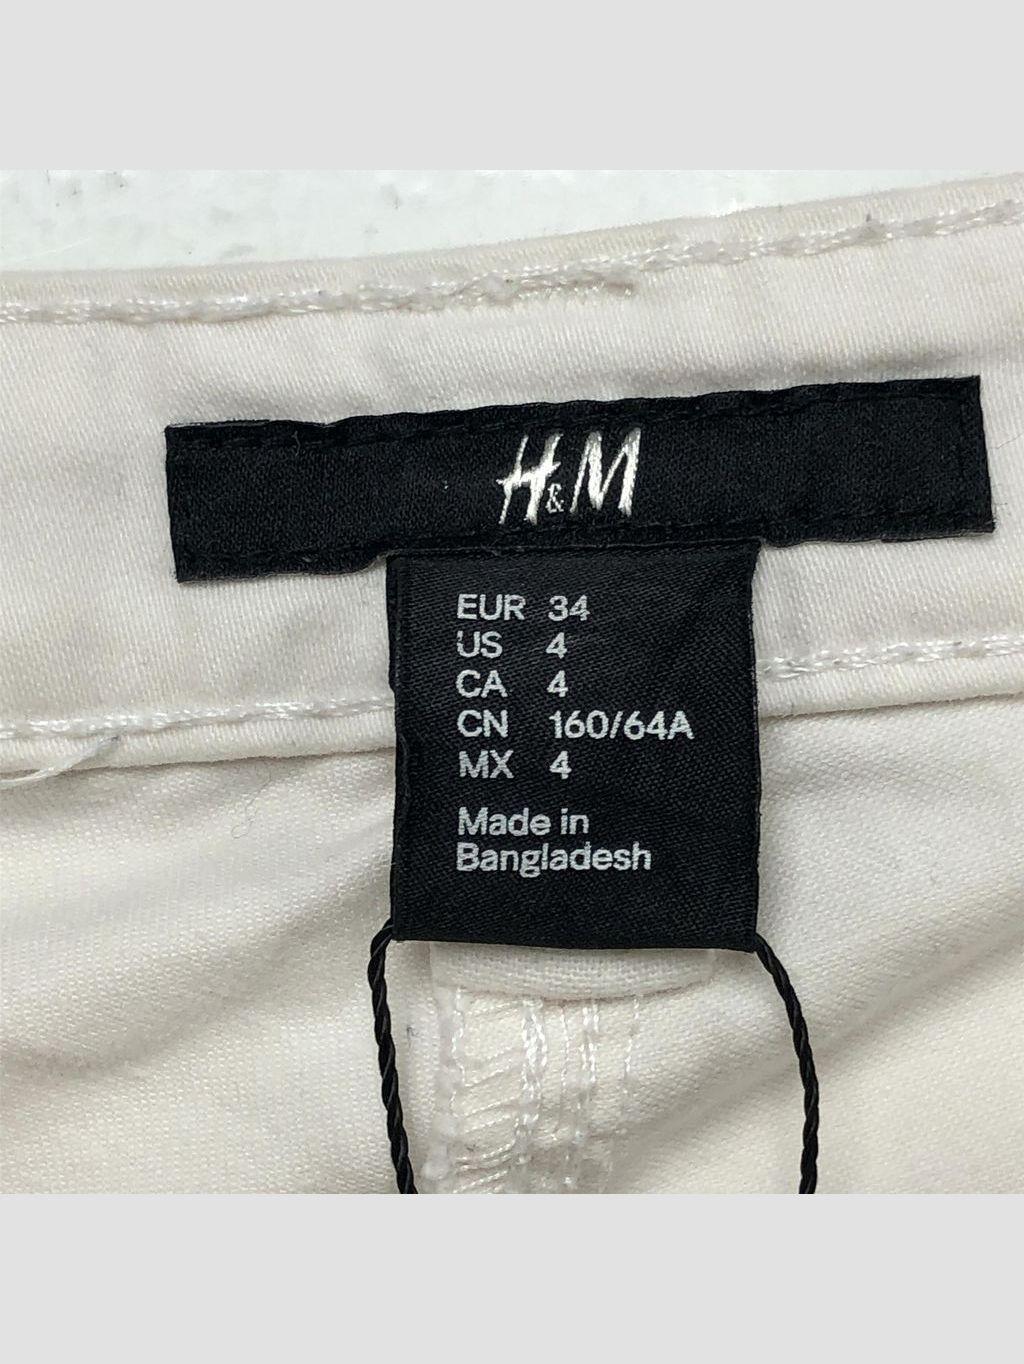 H&M
EUR 34
US 4
CA 4
CN 160/64A
MX 4
Made in
Bangladesh